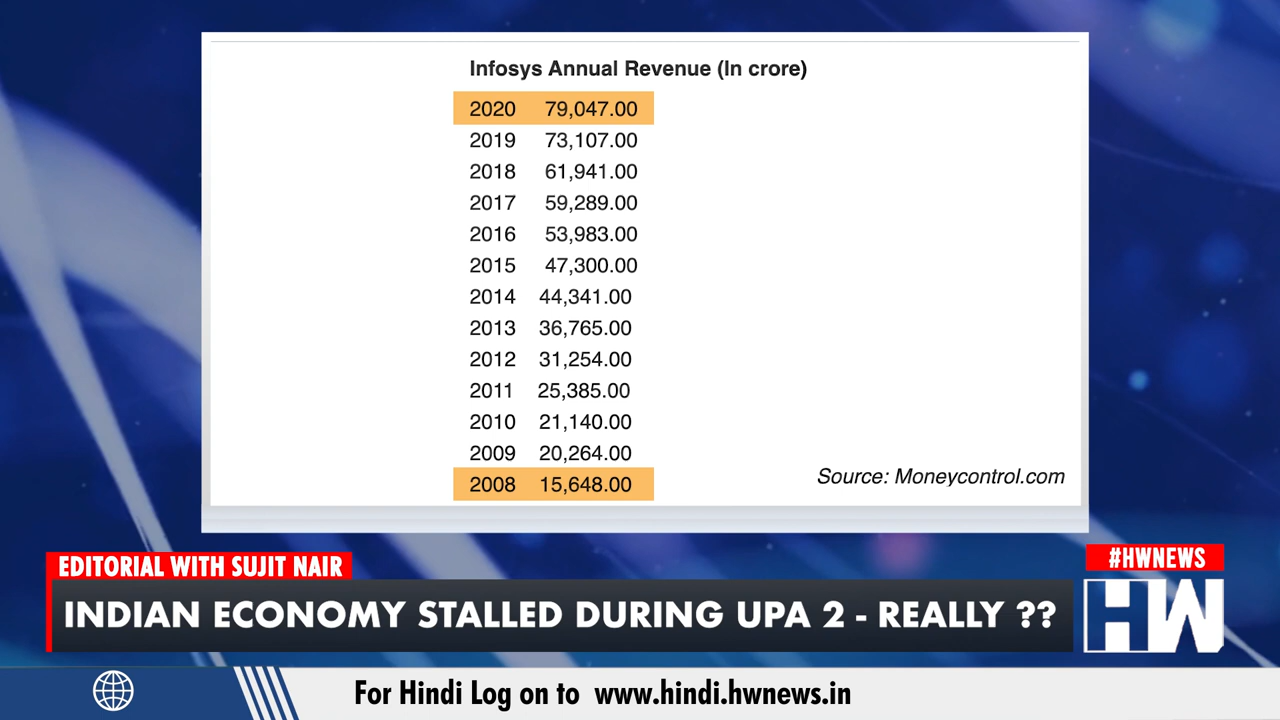 Infosys Annual Revenue (In crore)
2020 79,047.00
2019 73,107.00
2018 61,941.00
2017 59,289.00
2016 53,983.00
2015 47,300.00
2014 44,341.00
2013 36,765.00
2012 31,254.00
2011 25,385.00
2010 21,140.00
2009 20,264.00
2008 15,648.00
Source: Moneycontrol.com
EDITORIAL WITH SUJIT NAIR
#HWNEWS
INDIAN ECONOMY STALLED DURING UPA 2 - REALLY ??
HW
For Hindi Log on to www.hindi.hwnews.in